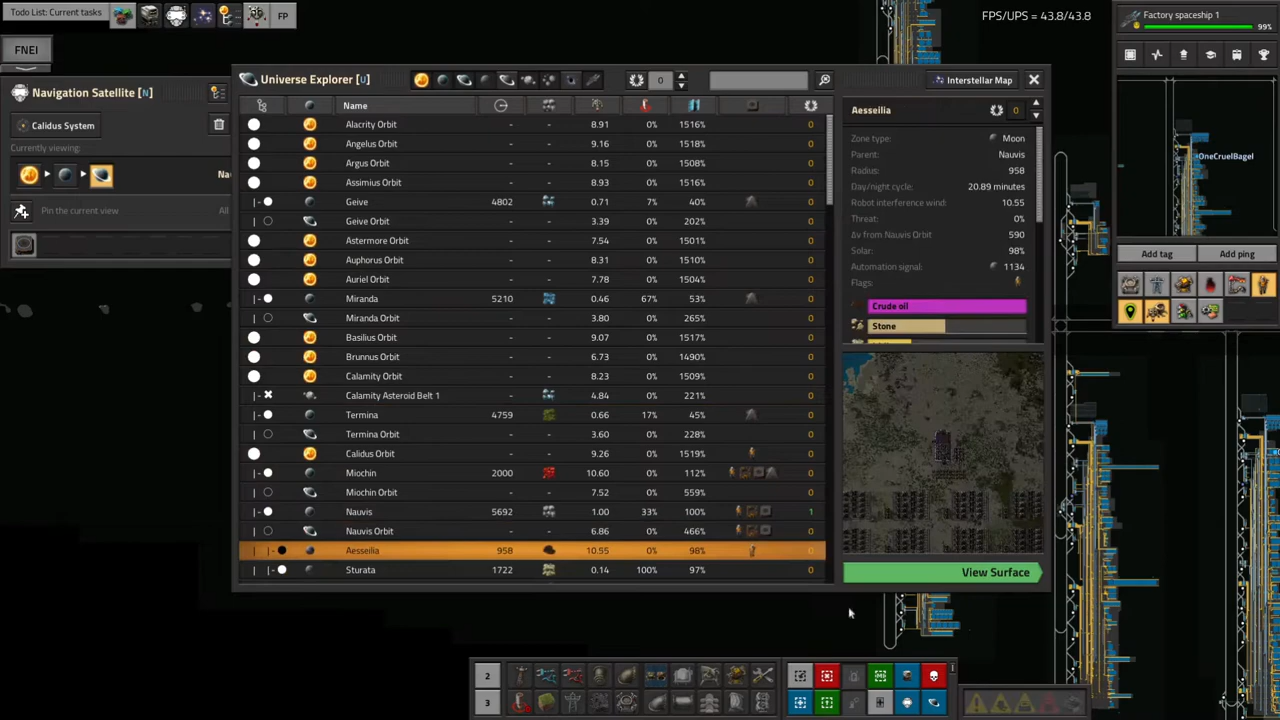 Todo List: Current tasks
FP
FPS/UPS = 43.8/43.8
Factory spaceship 1
99%
FNEI
Navigation Satellite [N]
Calidus System
Currently viewing:
Pin the current view
All
Universe Explorer [U]
0
Interstellar Map
Name
Alacrity Orbit - - 8.91 0% 1516% 0
Angelus Orbit - - 9.16 0% 1518% 0
Argus Orbit - - 8.15 0% 1508% 0
Assimius Orbit - - 8.93 0% 1516% 0
Geive 4802 0.71 7% 40% 0
Geive Orbit - - 3.39 0% 202% 0
Astermore Orbit - - 7.54 0% 1501% 0
Auphorus Orbit - - 8.31 0% 1510% 0
Auriel Orbit - - 7.78 0% 1504% 0
Miranda 5210 0.46 67% 53% 0
Miranda Orbit - - 3.80 0% 265% 0
Basilius Orbit - - 9.07 0% 1517% 0
Brunnus Orbit - - 6.73 0% 1490% 0
Calamity Orbit - - 8.23 0% 1509% 0
Calamity Asteroid Belt 1 - 4.84 0% 221% 0
Termina 4759 0.66 17% 45% 0
Termina Orbit - - 3.60 0% 228% 0
Calidus Orbit - - 9.26 0% 1519% 0
Miochin 2000 10.60 0% 112% 0
Miochin Orbit - - 7.52 0% 559% 0
Nauvis 5692 1.00 33% 100% 1
Nauvis Orbit - - 6.86 0% 466% 0
Aesseilia 958 10.55 0% 98% 0
Sturata 1722 0.14 100% 97% 0
Aesseilia 0
Zone type: Moon
Parent: Nauvis
Radius: 958
Day/night cycle: 20.89 minutes
Robot interference wind: 10.55
Threat: 0%
Δv from Nauvis Orbit 590
Solar: 98%
Automation signal: 1134
Flags:
Crude oil
Stone
View Surface
OneCruelBagel
Add tag
Add ping
2
3